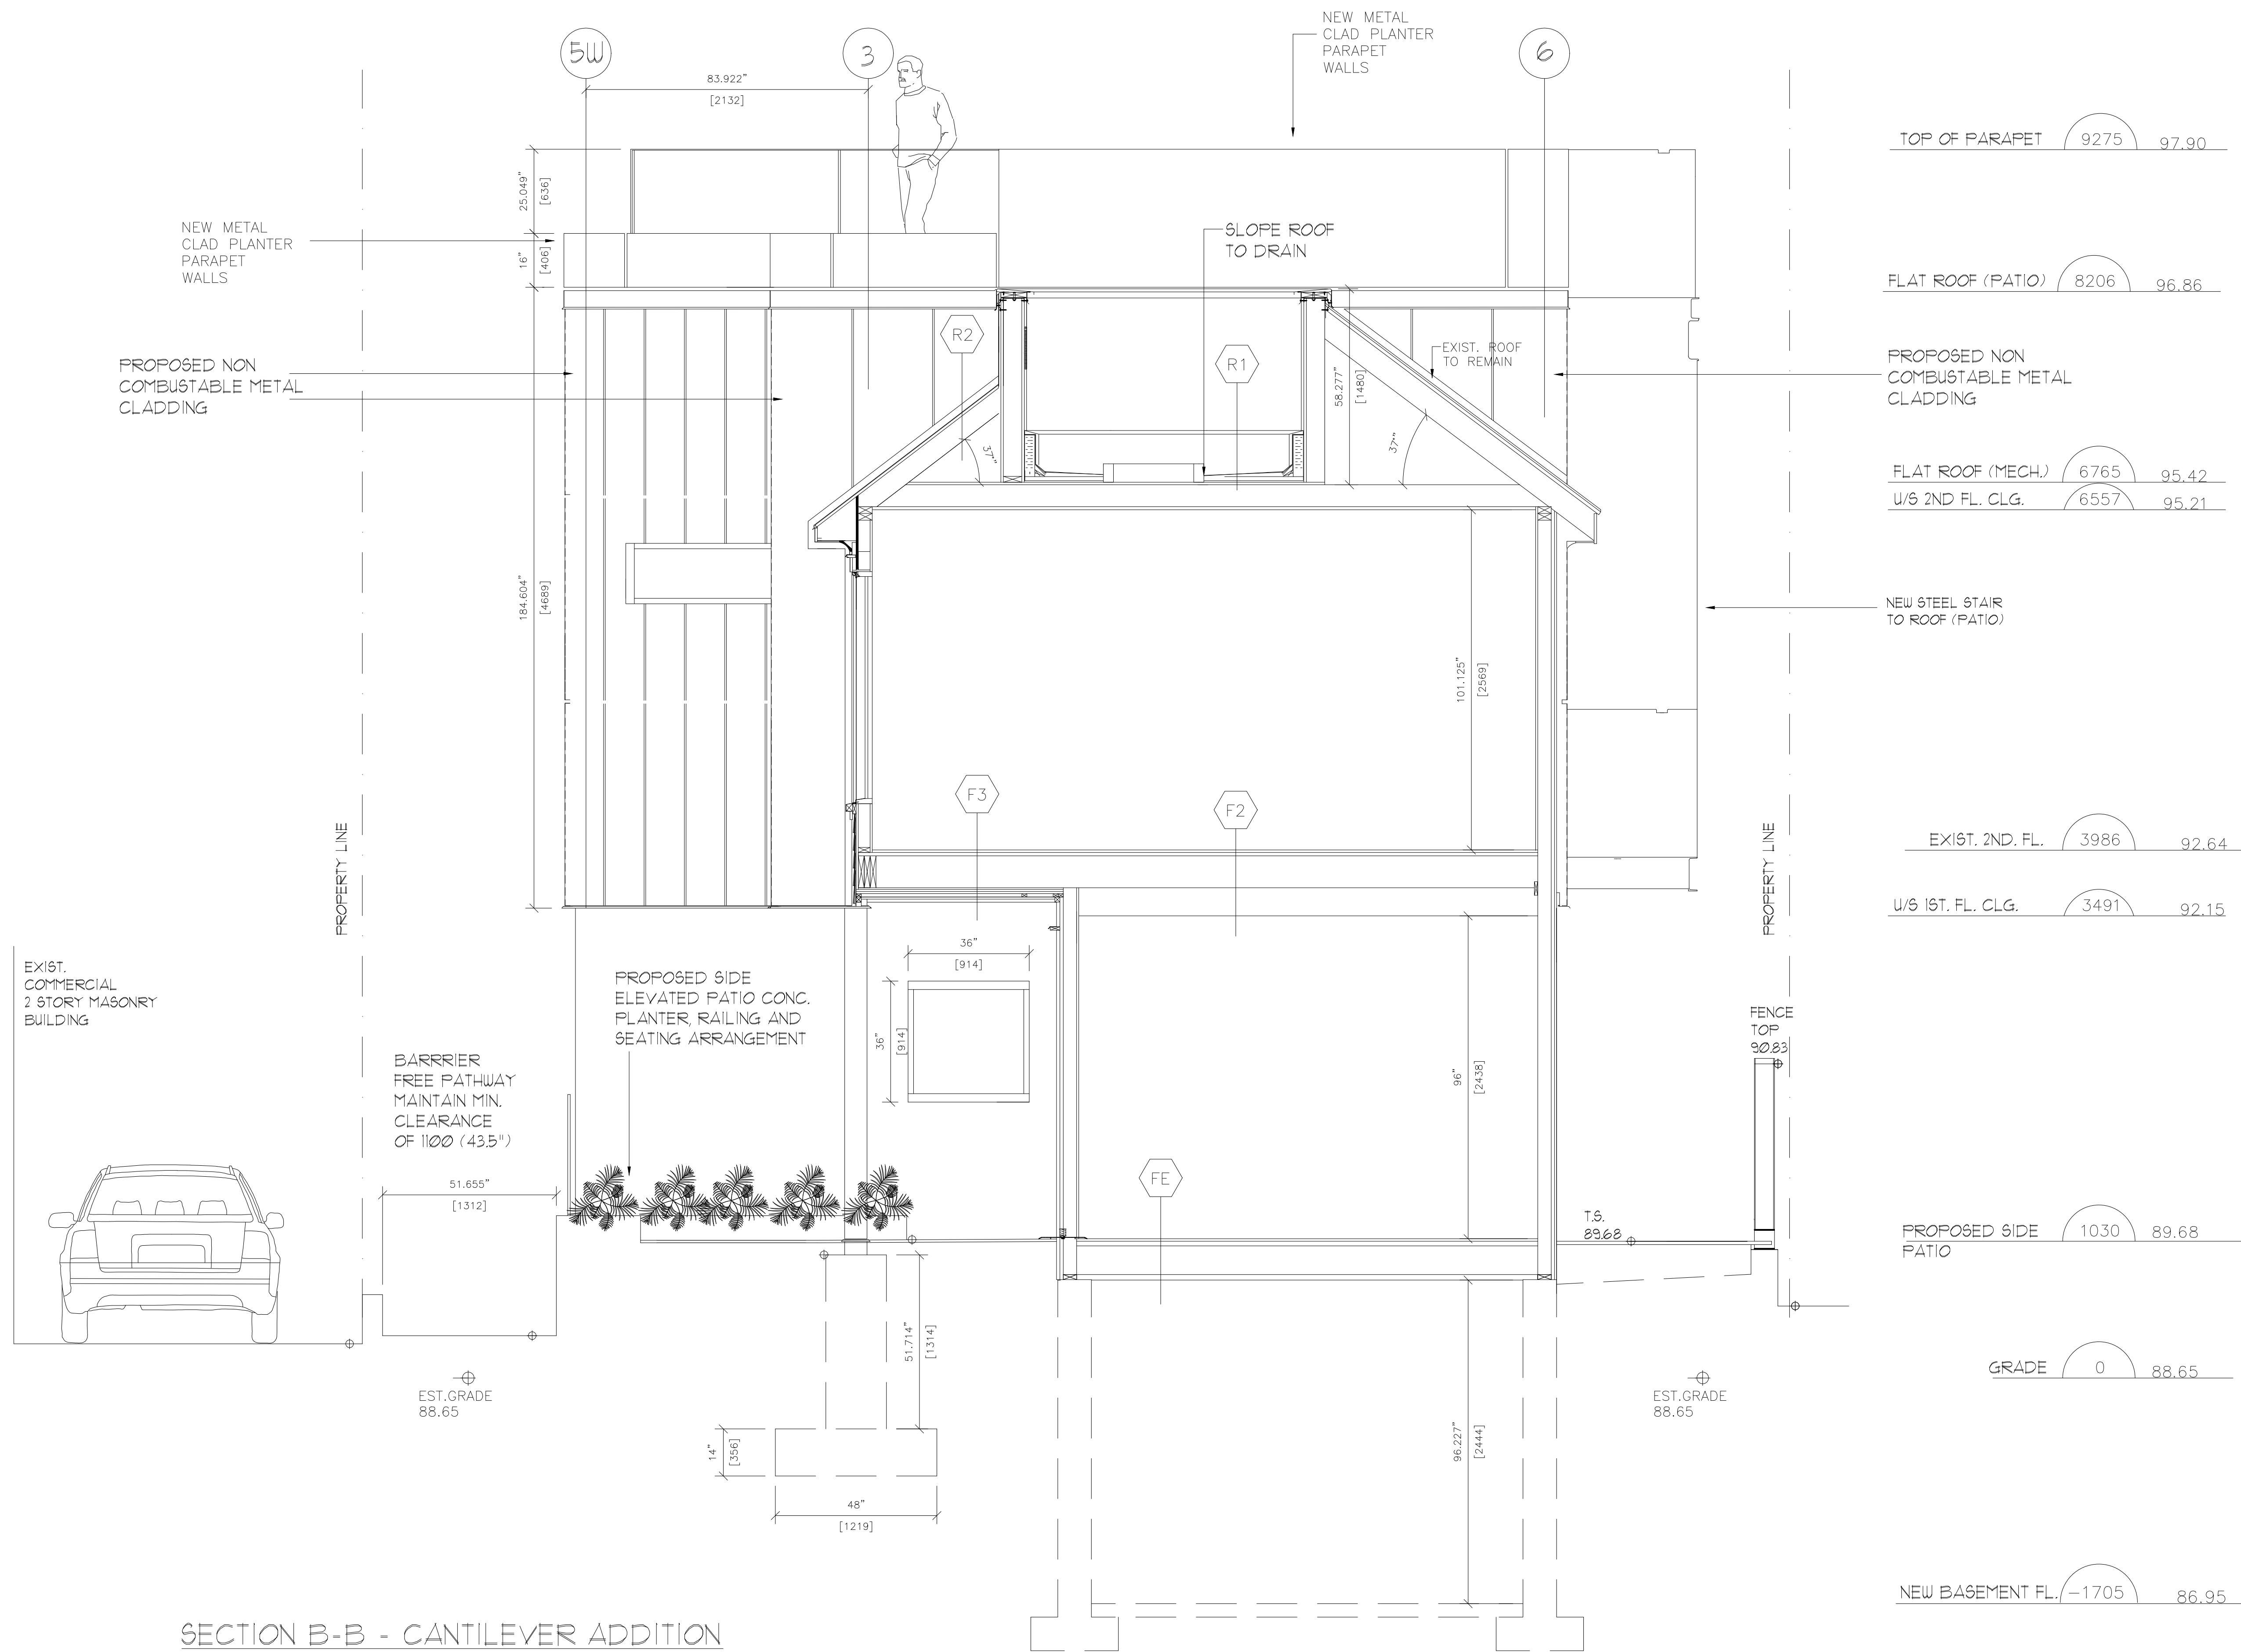 5W
3
6
83.922"
[2132]
NEW METAL
CLAD PLANTER
PARAPET
WALLS
TOP OF PARAPET 9275 97.90
25.049"
[636]
16"
[406]
NEW METAL
CLAD PLANTER
PARAPET
WALLS
SLOPE ROOF
TO DRAIN
FLAT ROOF (PATIO) 8206 96.86
R2
R1
EXIST. ROOF
TO REMAIN
58.277"
[1480]
37°
37°
PROPOSED NON
COMBUSTABLE METAL
CLADDING
PROPOSED NON
COMBUSTABLE METAL
CLADDING
FLAT ROOF (MECH.) 6765 95.42
U/S 2ND FL. CLG. 6557 95.21
184.604"
[4689]
NEW STEEL STAIR
TO ROOF (PATIO)
101.125"
[2569]
F3
F2
PROPERTY LINE
PROPERTY LINE
EXIST. 2ND. FL. 3986 92.64
U/S 1ST. FL. CLG. 3491 92.15
EXIST.
COMMERCIAL
2 STORY MASONRY
BUILDING
PROPOSED SIDE
ELEVATED PATIO CONC.
PLANTER, RAILING AND
SEATING ARRANGEMENT
36"
[914]
36"
[914]
BARRRIER
FREE PATHWAY
MAINTAIN MIN.
CLEARANCE
OF 1100 (43.5")
96"
[2438]
FENCE
TOP
90.83
51.655"
[1312]
FE
T.S.
89.68
PROPOSED SIDE 1030 89.68
PATIO
51.714"
[1314]
EST.GRADE
88.65
EST.GRADE
88.65
GRADE 0 88.65
14"
[356]
48"
[1219]
96.227"
[2444]
NEW BASEMENT FL. -1705 86.95
SECTION B-B - CANTILEVER ADDITION